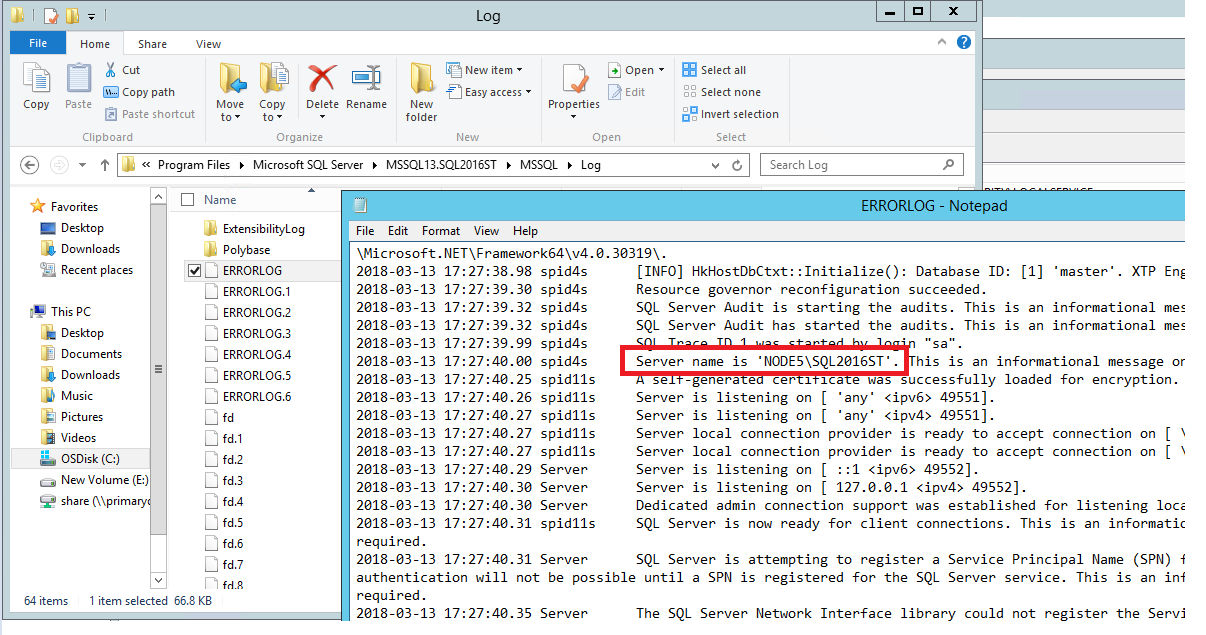 Log
File Home Share View
Copy
Paste
Cut
Copy path
Paste shortcut
Clipboard
Move to
Copy to
Delete
Rename
Organize
New folder
New item
Easy access
New
Properties
Open
Edit
Open
Select all
Select none
Invert selection
Select
« Program Files Microsoft SQL Server MSSQL13.SQL2016ST MSSQL Log
Search Log
Favorites
Desktop
Downloads
Recent places
This PC
Desktop
Documents
Downloads
Music
Pictures
Videos
OSDisk (C:)
New Volume (E:)
share (\\primaryd
Name
ExtensibilityLog
Polybase
ERRORLOG
ERRORLOG.1
ERRORLOG.2
ERRORLOG.3
ERRORLOG.4
ERRORLOG.5
ERRORLOG.6
fd
fd.1
fd.2
fd.3
fd.4
fd.5
fd.6
fd.7
fd.8
64 items 1 item selected 66.8 KB
ERRORLOG - Notepad
File Edit Format View Help
\Microsoft.NET\Framework64\v4.0.30319\.
2018-03-13 17:27:38.98 spid4s [INFO] HkHostDbCtxt::Initialize(): Database ID: [1] 'master'. XTP Eng
2018-03-13 17:27:39.30 spid4s Resource governor reconfiguration succeeded.
2018-03-13 17:27:39.32 spid4s SQL Server Audit is starting the audits. This is an informational mes
2018-03-13 17:27:39.32 spid4s SQL Server Audit has started the audits. This is an informational mes
2018-03-13 17:27:39.99 spid4s SQL Trace ID 1 was started by login "sa".
2018-03-13 17:27:40.00 spid4s Server name is 'NODE5\SQL2016ST'. This is an informational message on
2018-03-13 17:27:40.25 spid11s A self-generated certificate was successfully loaded for encryption.
2018-03-13 17:27:40.26 spid11s Server is listening on [ 'any' <ipv6> 49551].
2018-03-13 17:27:40.27 spid11s Server is listening on [ 'any' <ipv4> 49551].
2018-03-13 17:27:40.27 spid11s Server local connection provider is ready to accept connection on [ \
2018-03-13 17:27:40.27 spid11s Server local connection provider is ready to accept connection on [ \
2018-03-13 17:27:40.29 Server Server is listening on [ ::1 <ipv6> 49552].
2018-03-13 17:27:40.30 Server Server is listening on [ 127.0.0.1 <ipv4> 49552].
2018-03-13 17:27:40.30 Server Dedicated admin connection support was established for listening loca
2018-03-13 17:27:40.31 spid11s SQL Server is now ready for client connections. This is an informatio
required.
2018-03-13 17:27:40.31 Server SQL Server is attempting to register a Service Principal Name (SPN) f
authentication will not be possible until a SPN is registered for the SQL Server service. This is an inf
required.
2018-03-13 17:27:40.35 Server The SQL Server Network Interface library could not register the Servi